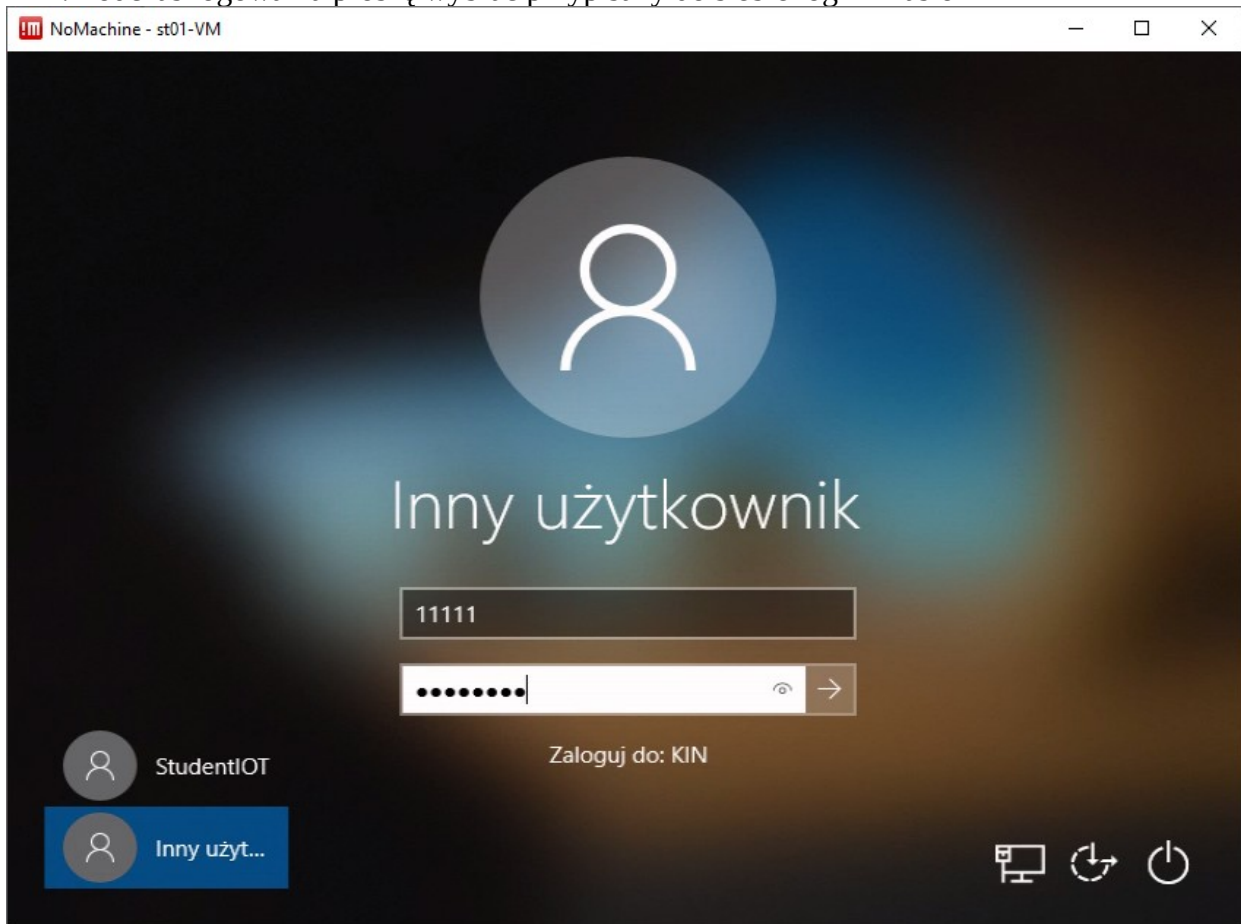 NoMachine - st01-VM
Inny użytkownik
11111
Zaloguj do: KIN
StudentIOT
Inny użyt...